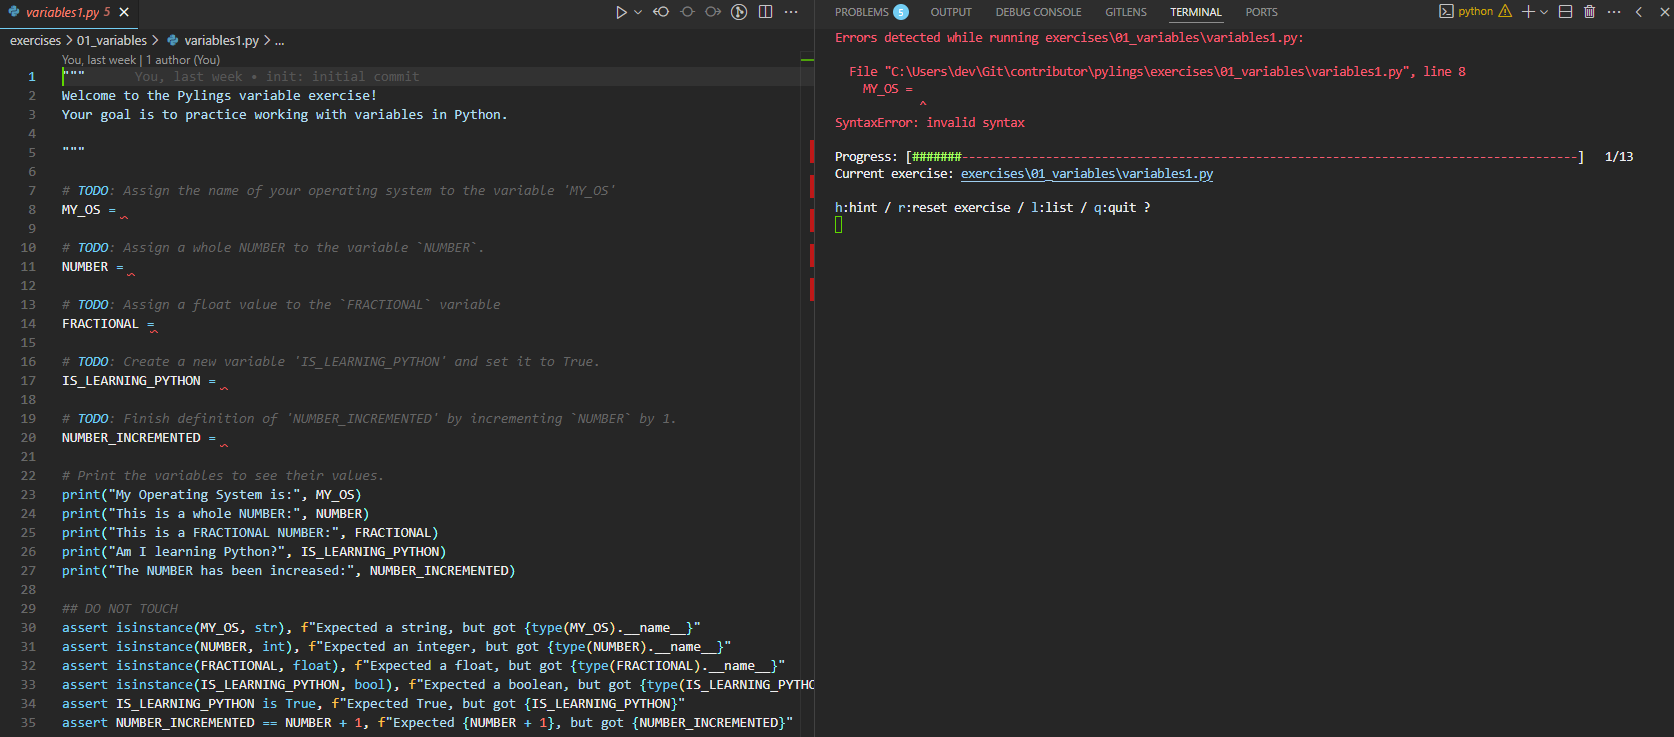 variables1.py 5
exercises > 01_variables > variables1.py > ...
You, last week | 1 author (You)
1 """ You, last week • init: initial commit
2 Welcome to the Pylings variable exercise!
3 Your goal is to practice working with variables in Python.
4
5 """
6
7 # TODO: Assign the name of your operating system to the variable 'MY_OS'
8 MY_OS =
9
10 # TODO: Assign a whole NUMBER to the variable `NUMBER`.
11 NUMBER =
12
13 # TODO: Assign a float value to the `FRACTIONAL` variable
14 FRACTIONAL =
15
16 # TODO: Create a new variable 'IS_LEARNING_PYTHON' and set it to True.
17 IS_LEARNING_PYTHON =
18
19 # TODO: Finish definition of 'NUMBER_INCREMENTED' by incrementing `NUMBER` by 1.
20 NUMBER_INCREMENTED =
21
22 # Print the variables to see their values.
23 print("My Operating System is:", MY_OS)
24 print("This is a whole NUMBER:", NUMBER)
25 print("This is a FRACTIONAL NUMBER:", FRACTIONAL)
26 print("Am I learning Python?", IS_LEARNING_PYTHON)
27 print("The NUMBER has been increased:", NUMBER_INCREMENTED)
28
29 ## DO NOT TOUCH
30 assert isinstance(MY_OS, str), f"Expected a string, but got {type(MY_OS).__name__}"
31 assert isinstance(NUMBER, int), f"Expected an integer, but got {type(NUMBER).__name__}"
32 assert isinstance(FRACTIONAL, float), f"Expected a float, but got {type(FRACTIONAL).__name__}"
33 assert isinstance(IS_LEARNING_PYTHON, bool), f"Expected a boolean, but got {type(IS_LEARNING_PYTHO
34 assert IS_LEARNING_PYTHON is True, f"Expected True, but got {IS_LEARNING_PYTHON}"
35 assert NUMBER_INCREMENTED == NUMBER + 1, f"Expected {NUMBER + 1}, but got {NUMBER_INCREMENTED}"
PROBLEMS 5 OUTPUT DEBUG CONSOLE GITLENS TERMINAL PORTS python
Errors detected while running exercises\01_variables\variables1.py:
File "C:\Users\dev\Git\contributor\pylings\exercises\01_variables\variables1.py", line 8
MY_OS =
^
SyntaxError: invalid syntax
Progress: [#######---------------------------------------------------------------------------------] 1/13
Current exercise: exercises\01_variables\variables1.py
h:hint / r:reset exercise / l:list / q:quit ?